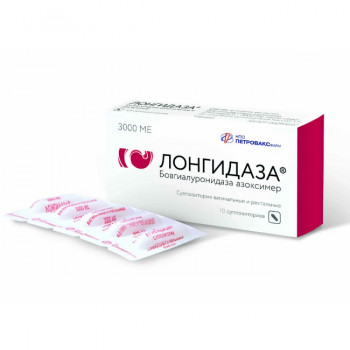 3000 МЕ
НПО
ПЕТРОВАКС ФАРМ
ЛОНГИДАЗА®
Бовгиалуронидаза азоксимер
Суппозитории вагинальные и ректальные
10 суппозиториев